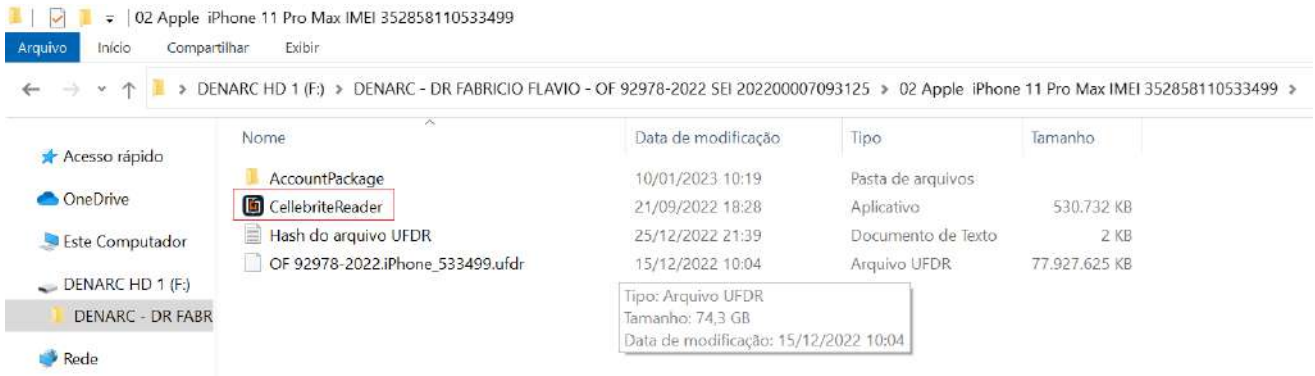 02 Apple  iPhone 11 Pro Max IMEI 352858110533499
Arquivo Início Compartilhar Exibir
DENARC HD 1 (F:) > DENARC - DR FABRICIO FLAVIO - OF 92978-2022 SEI 202200007093125 > 02 Apple  iPhone 11 Pro Max IMEI 352858110533499 >
Nome Data de modificação Tipo Tamanho
Acesso rápido
AccountPackage 10/01/2023 10:19 Pasta de arquivos
OneDrive
CellebriteReader 21/09/2022 18:28 Aplicativo 530.732 KB
Este Computador
Hash do arquivo UFDR 25/12/2022 21:39 Documento de Texto 2 KB
OF 92978-2022.iPhone_533499.ufdr 15/12/2022 10:04 Arquivo UFDR 77.927.625 KB
DENARC HD 1 (F:)
Tipo: Arquivo UFDR
DENARC - DR FABR
Tamanho: 74,3 GB
Data de modificação: 15/12/2022 10:04
Rede